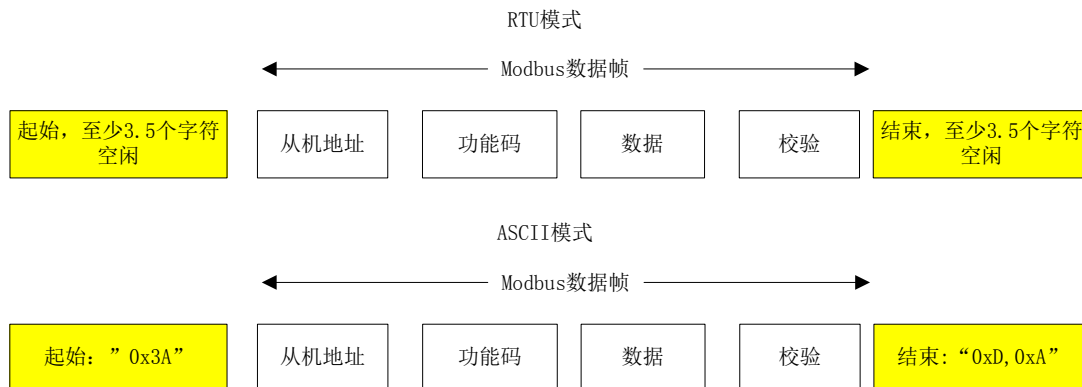 RTU模式
Modbus数据帧
起始，至少3.5个字符
空闲
从机地址
功能码
数据
校验
结束，至少3.5个字符
空闲
ASCII模式
Modbus数据帧
起始：”0x3A”
从机地址
功能码
数据
校验
结束:“0xD,0xA”